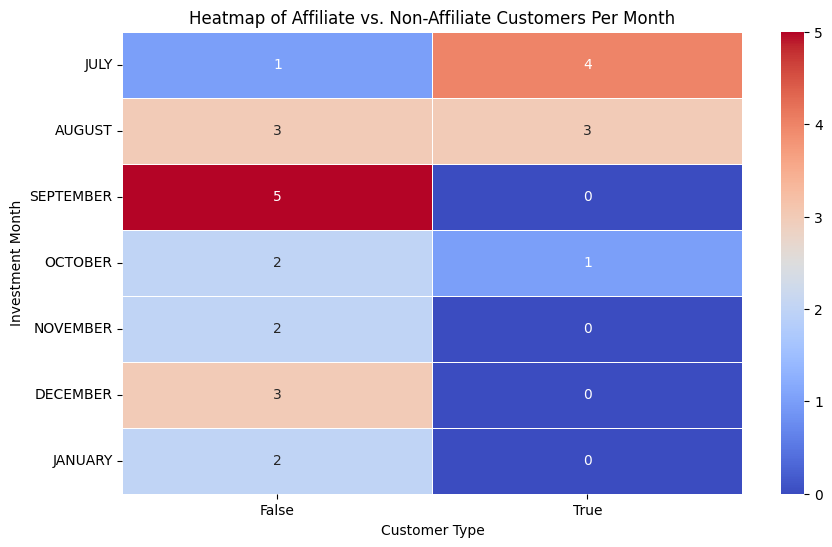 Heatmap of Affiliate vs. Non-Affiliate Customers Per Month
Investment Month
JULY 1 4
AUGUST 3 3
SEPTEMBER 5 0
OCTOBER 2 1
NOVEMBER 2 0
DECEMBER 3 0
JANUARY 2 0
False True
Customer Type
5
4
3
2
1
0